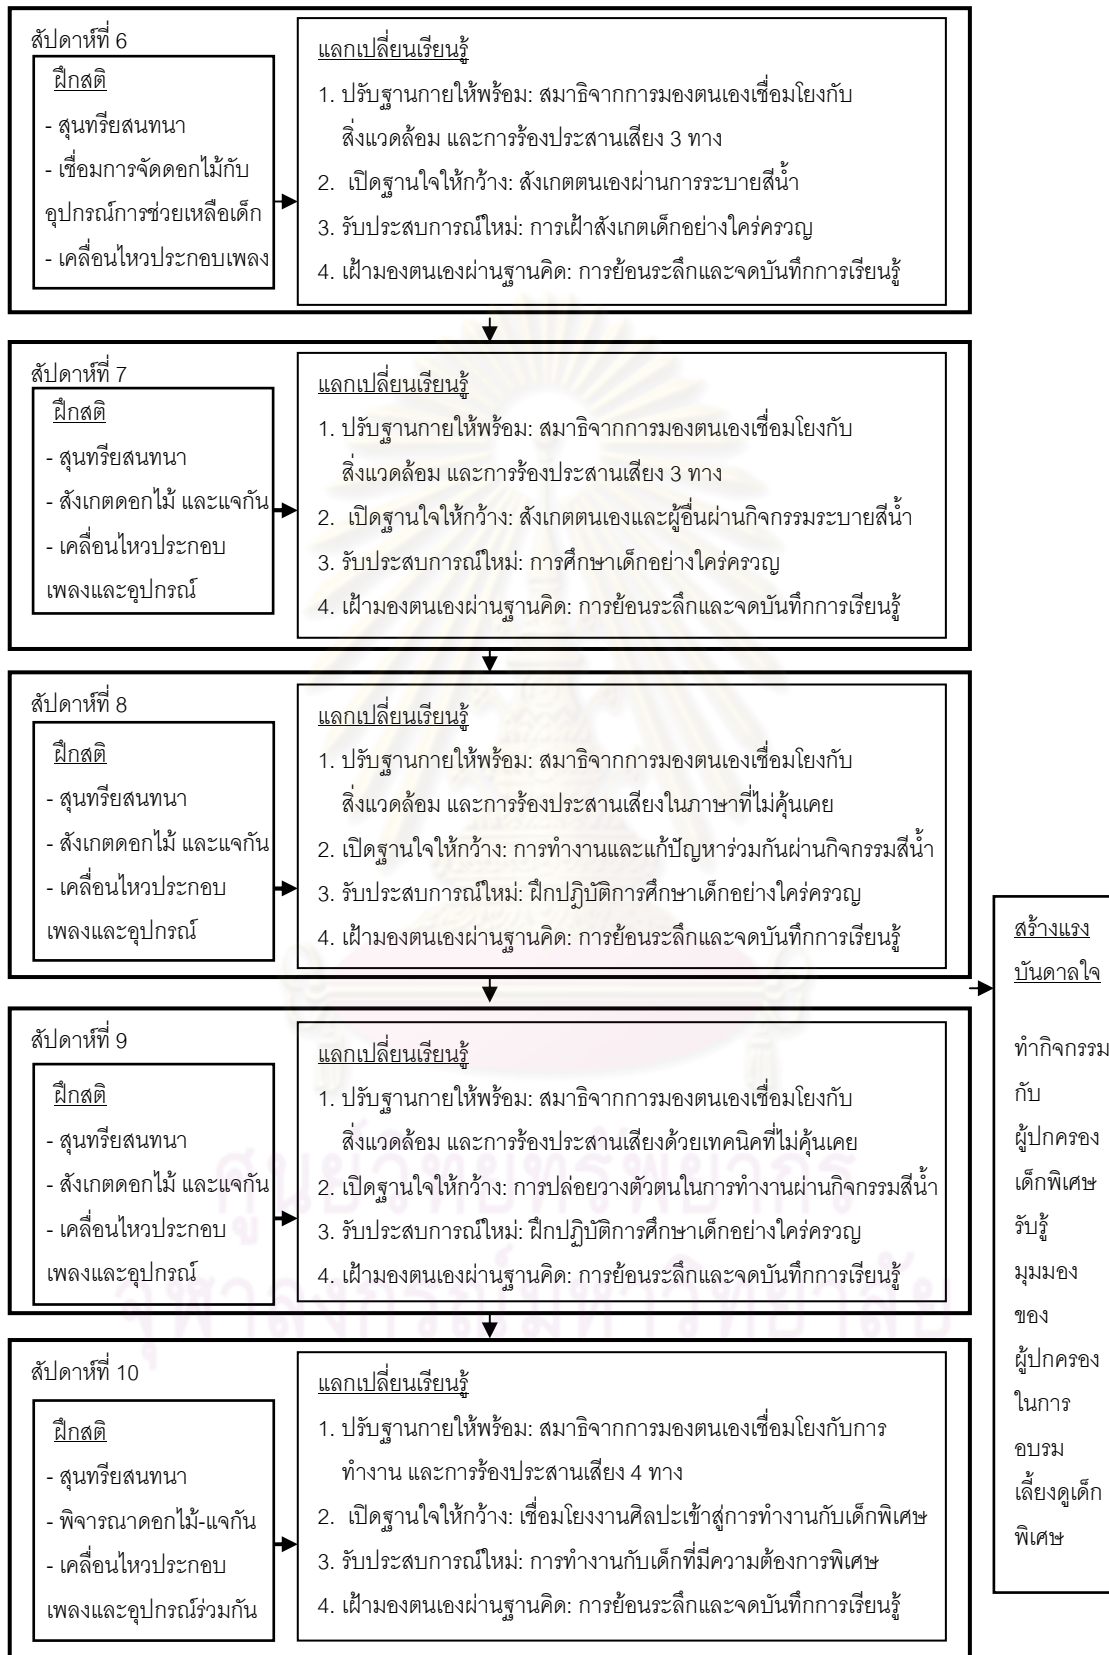 สัปดาห์ที่ 6
ฝึกสติ
- สุนทรียสนทนา
- เชื่อมการจัดดอกไม้กับ
อุปกรณ์การช่วยเหลือเด็ก
- เคลื่อนไหวประกอบเพลง
แลกเปลี่ยนเรียนรู้
1. ปรับฐานกายให้พร้อม: สมาธิจากการมองตนเองเชื่อมโยงกับ
สิ่งแวดล้อม และการร้องประสานเสียง 3 ทาง
2. เปิดฐานใจให้กว้าง: สังเกตตนเองผ่านการระบายสีน้ำ
3. รับประสบการณ์ใหม่: การเฝ้าสังเกตเด็กอย่างใคร่ครวญ
4. เฝ้ามองตนเองผ่านฐานคิด: การย้อนระลึกและจดบันทึกการเรียนรู้
สัปดาห์ที่ 7
ฝึกสติ
- สุนทรียสนทนา
- สังเกตดอกไม้ และแจกัน
- เคลื่อนไหวประกอบ
เพลงและอุปกรณ์
แลกเปลี่ยนเรียนรู้
1. ปรับฐานกายให้พร้อม: สมาธิจากการมองตนเองเชื่อมโยงกับ
สิ่งแวดล้อม และการร้องประสานเสียง 3 ทาง
2. เปิดฐานใจให้กว้าง: สังเกตตนเองและผู้อื่นผ่านกิจกรรมระบายสีน้ำ
3. รับประสบการณ์ใหม่: การศึกษาเด็กอย่างใคร่ครวญ
4. เฝ้ามองตนเองผ่านฐานคิด: การย้อนระลึกและจดบันทึกการเรียนรู้
สัปดาห์ที่ 8
ฝึกสติ
- สุนทรียสนทนา
- สังเกตดอกไม้ และแจกัน
- เคลื่อนไหวประกอบ
เพลงและอุปกรณ์
แลกเปลี่ยนเรียนรู้
1. ปรับฐานกายให้พร้อม: สมาธิจากการมองตนเองเชื่อมโยงกับ
สิ่งแวดล้อม และการร้องประสานเสียงในภาษาที่ไม่คุ้นเคย
2. เปิดฐานใจให้กว้าง: การทำงานและแก้ปัญหาร่วมกันผ่านกิจกรรมสีน้ำ
3. รับประสบการณ์ใหม่: ฝึกปฏิบัติการศึกษาเด็กอย่างใคร่ครวญ
4. เฝ้ามองตนเองผ่านฐานคิด: การย้อนระลึกและจดบันทึกการเรียนรู้
สัปดาห์ที่ 9
ฝึกสติ
- สุนทรียสนทนา
- สังเกตดอกไม้ และแจกัน
- เคลื่อนไหวประกอบ
เพลงและอุปกรณ์
แลกเปลี่ยนเรียนรู้
1. ปรับฐานกายให้พร้อม: สมาธิจากการมองตนเองเชื่อมโยงกับ
สิ่งแวดล้อม และการร้องประสานเสียงด้วยเทคนิคที่ไม่คุ้นเคย
2. เปิดฐานใจให้กว้าง: การปล่อยวางตัวตนในการทำงานผ่านกิจกรรมสีน้ำ
3. รับประสบการณ์ใหม่: ฝึกปฏิบัติการศึกษาเด็กอย่างใคร่ครวญ
4. เฝ้ามองตนเองผ่านฐานคิด: การย้อนระลึกและจดบันทึกการเรียนรู้
สัปดาห์ที่ 10
ฝึกสติ
- สุนทรียสนทนา
- พิจารณาดอกไม้-แจกัน
- เคลื่อนไหวประกอบ
เพลงและอุปกรณ์ร่วมกัน
แลกเปลี่ยนเรียนรู้
1. ปรับฐานกายให้พร้อม: สมาธิจากการมองตนเองเชื่อมโยงกับการ
ทำงาน และการร้องประสานเสียง 4 ทาง
2. เปิดฐานใจให้กว้าง: เชื่อมโยงงานศิลปะเข้าสู่การทำงานกับเด็กพิเศษ
3. รับประสบการณ์ใหม่: การทำงานกับเด็กที่มีความต้องการพิเศษ
4. เฝ้ามองตนเองผ่านฐานคิด: การย้อนระลึกและจดบันทึกการเรียนรู้
สร้างแรง
บันดาลใจ
ทำกิจกรรม
กับ
ผู้ปกครอง
เด็กพิเศษ
รับรู้
มุมมอง
ของ
ผู้ปกครอง
ในการ
อบรม
เลี้ยงดูเด็ก
พิเศษ
ศูนย์วิทยทรัพยากร
จุฬาลงกรณ์มหาวิทยาลัย